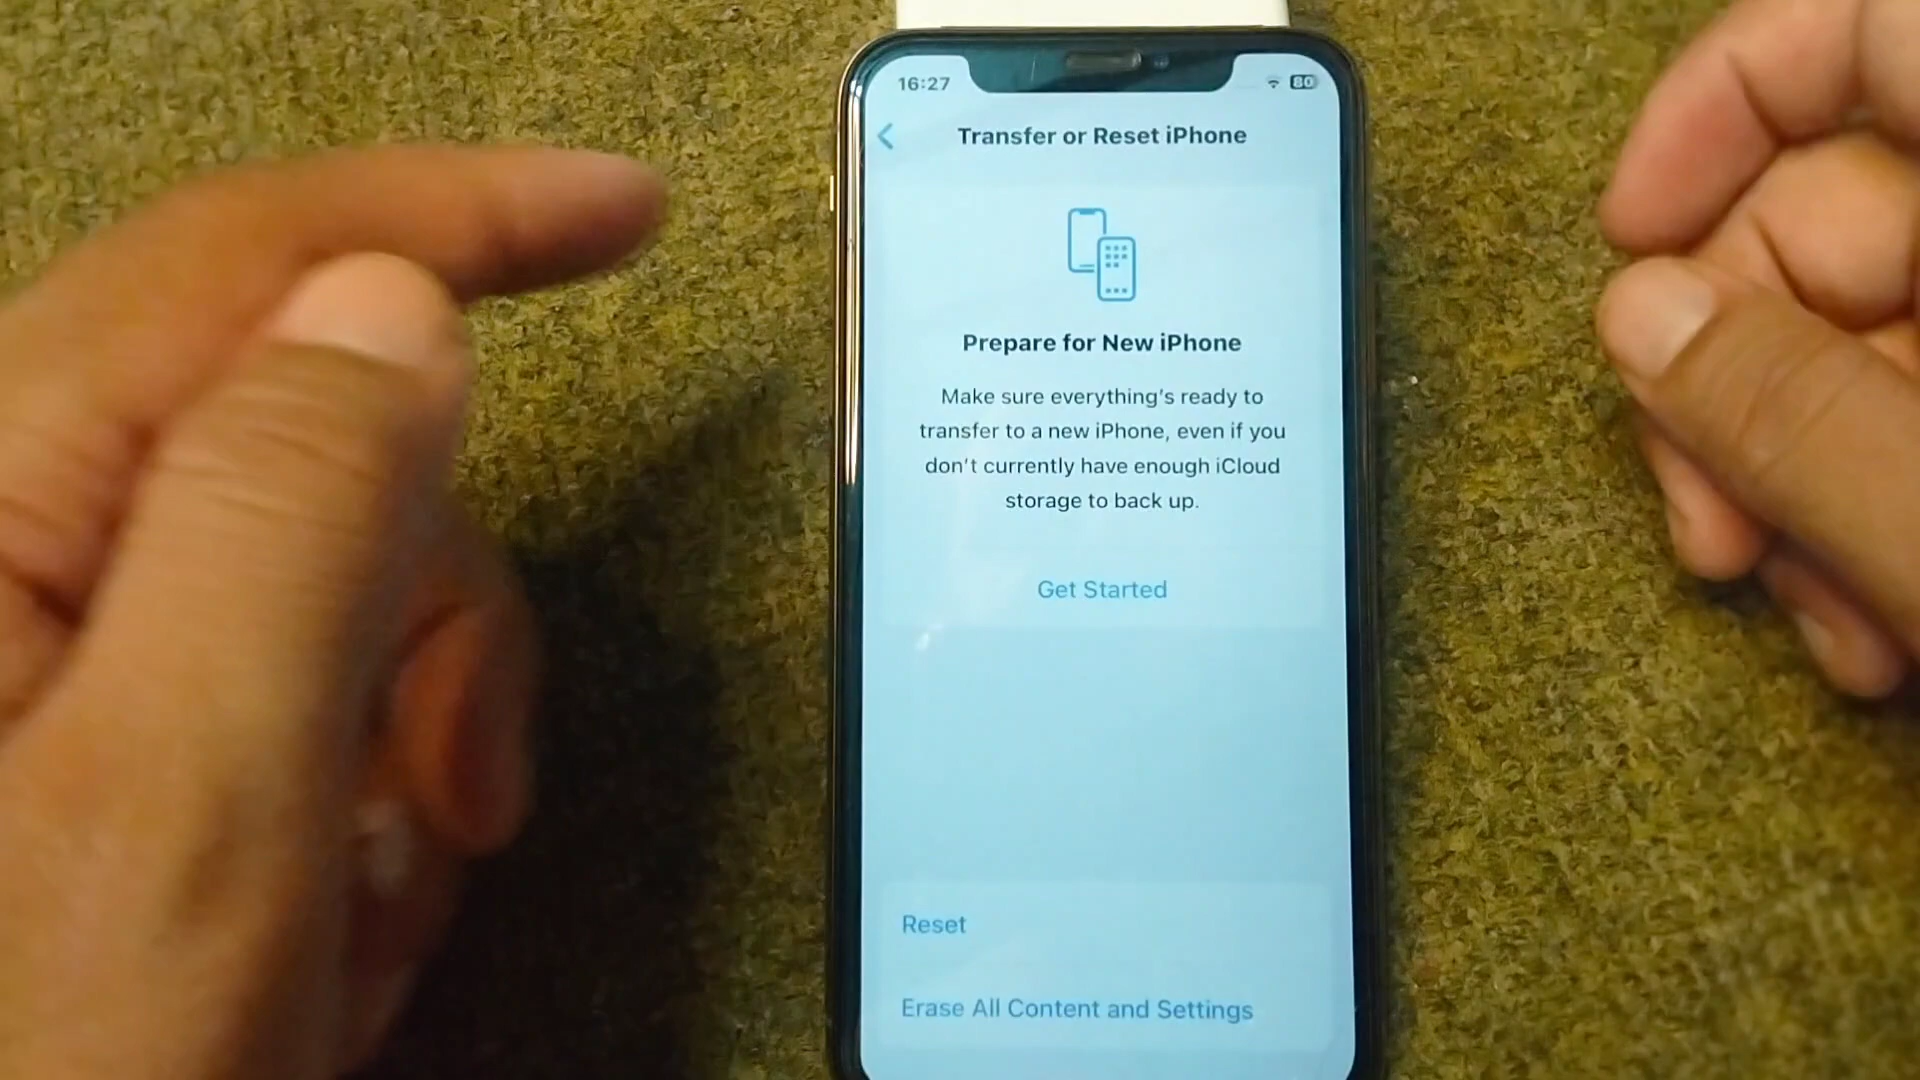 16:27
80
Transfer or Reset iPhone
Prepare for New iPhone
Make sure everything's ready to
transfer to a new iPhone, even if you
don't currently have enough iCloud
storage to back up.
Get Started
Reset
Erase All Content and Settings